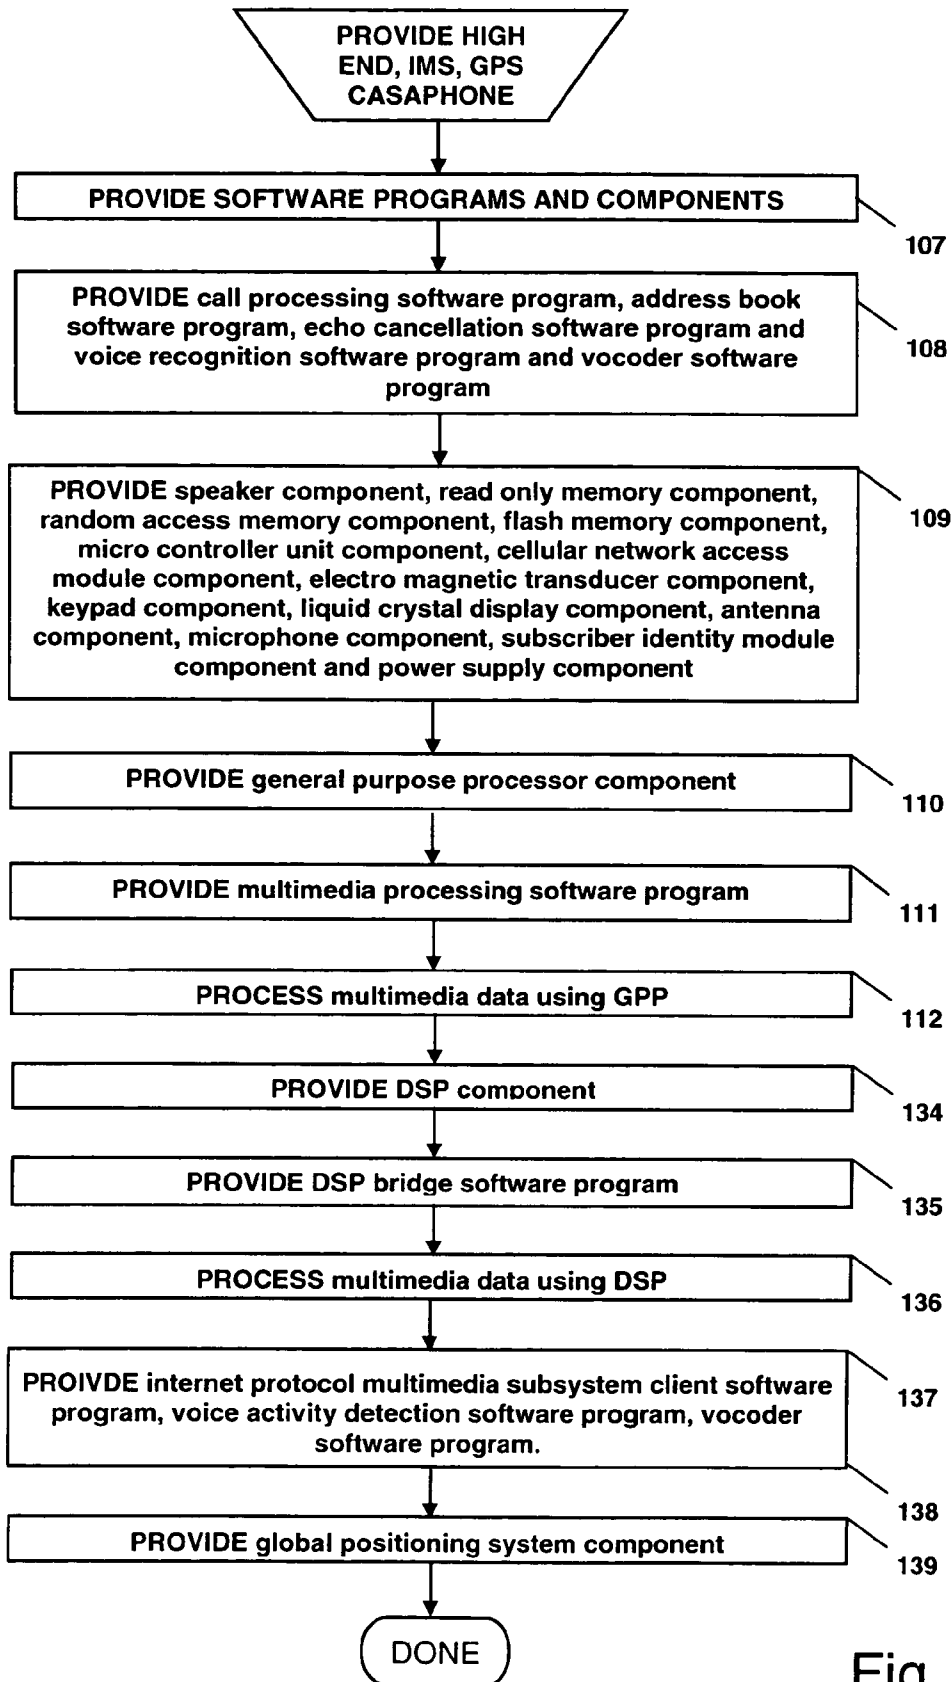 PROVIDE HIGH
END, IMS, GPS
CASAPHONE
PROVIDE SOFTWARE PROGRAMS AND COMPONENTS
107
PROVIDE call processing software program, address book
software program, echo cancellation software program and
voice recognition software program and vocoder software
program
108
PROVIDE speaker component, read only memory component,
random access memory component, flash memory component,
micro controller unit component, cellular network access
module component, electro magnetic transducer component,
keypad component, liquid crystal display component, antenna
component, microphone component, subscriber identity module
component and power supply component
109
PROVIDE general purpose processor component
110
PROVIDE multimedia processing software program
111
PROCESS multimedia data using GPP
112
PROVIDE DSP component
134
PROVIDE DSP bridge software program
135
PROCESS multimedia data using DSP
136
PROIVDE internet protocol multimedia subsystem client software
program, voice activity detection software program, vocoder
software program.
137
138
PROVIDE global positioning system component
139
DONE
Fig